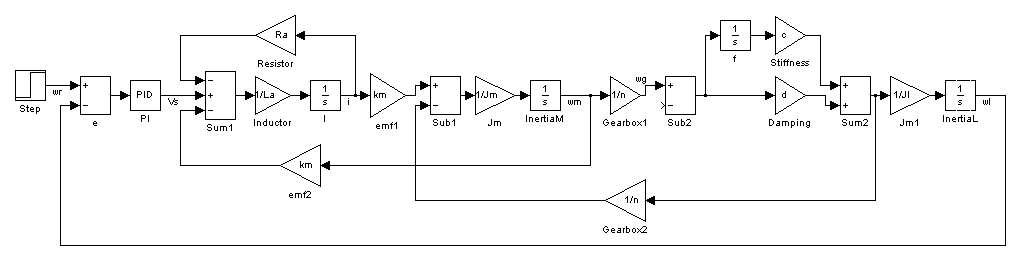 Ra
Resistor
1
s
f
c
Stiffness
Step
wr
+
−
e
PID
PI
Vs
−
+
−
Sum1
1/La
Inductor
1
s
I
i
km
emf1
+
−
Sub1
1/Jm
Jm
1
s
InertiaM
wm
1/n
Gearbox1
wg
+
−
Sub2
d
Damping
+
+
Sum2
1/Jl
Jm1
1
s
InertiaL
wl
km
emf2
1/n
Gearbox2